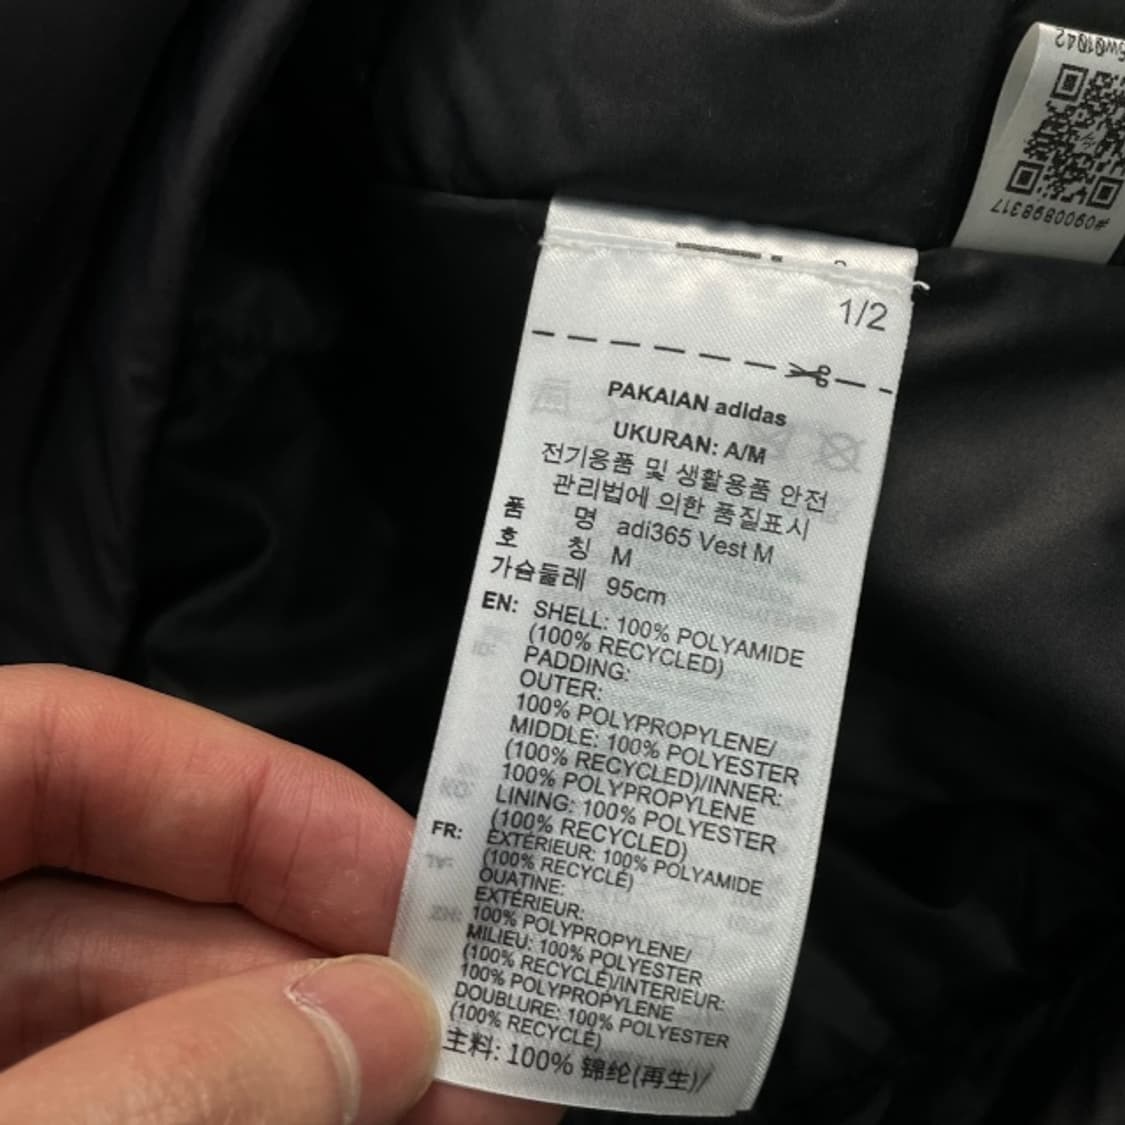 1/2
PAKAIAN adidas
UKURAN: A/M
전기용품 및 생활용품 안전
관리법에 의한 품질표시
품 명 adi365 Vest M
호 칭 M
가슴둘레 95cm
EN: SHELL: 100% POLYAMIDE
(100% RECYCLED)
PADDING:
OUTER:
100% POLYPROPYLENE/
MIDDLE: 100% POLYESTER
(100% RECYCLED)/INNER:
100% POLYPROPYLENE
LINING: 100% POLYESTER
(100% RECYCLED)
FR: EXTÉRIEUR: 100% POLYAMIDE
(100% RECYCLÉ)
OUATINE:
EXTÉRIEUR:
100% POLYPROPYLENE/
MILIEU: 100% POLYESTER
(100% RECYCLÉ)/INTERIEUR:
100% POLYPROPYLENE
DOUBLURE: 100% POLYESTER
(100% RECYCLÉ)
主料: 100% 锦纶(再生)/
#0900898317